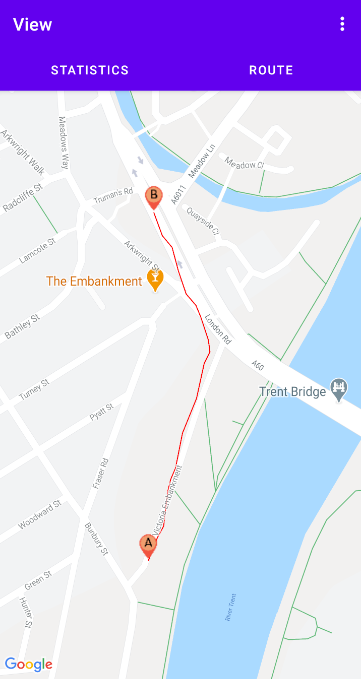 View
STATISTICS
ROUTE
Arkwright Walk
Meadows Way
Meadow Ln
Meadow Cl
Radcliffe St
Truman's Rd
B
A6011
Quayside Cl
Lamcote St
Arkwright St
The Embankment
Bathley St
London Rd
A60
Turney St
Trent Bridge
Pyatt St
Fraser Rd
Victoria Embankment
Woodward St
Bunbury St
A
Green St
Hunter St
River Trent
Google